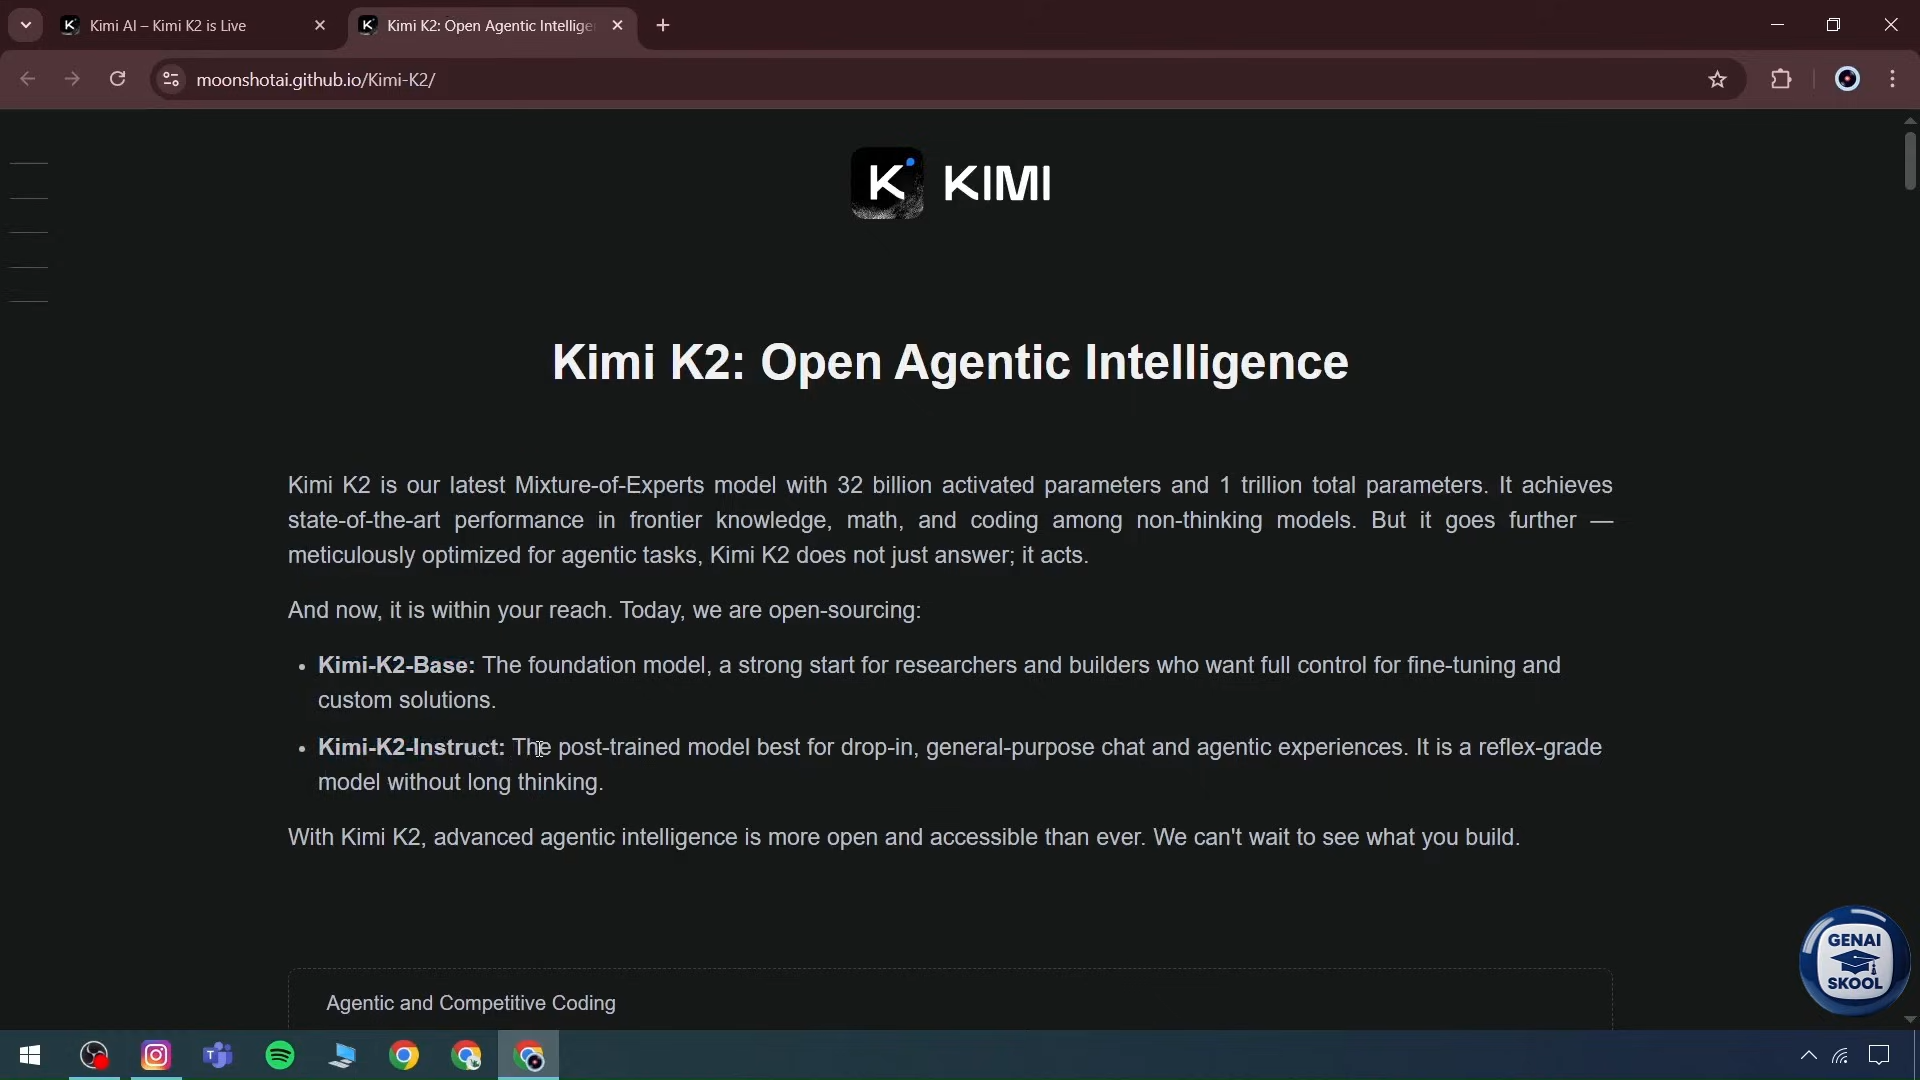 Kimi AI – Kimi K2 is Live
Kimi K2: Open Agentic Intellige
moonshotai.github.io/Kimi-K2/
K KIMI
Kimi K2: Open Agentic Intelligence
Kimi K2 is our latest Mixture-of-Experts model with 32 billion activated parameters and 1 trillion total parameters. It achieves
state-of-the-art performance in frontier knowledge, math, and coding among non-thinking models. But it goes further —
meticulously optimized for agentic tasks, Kimi K2 does not just answer; it acts.
And now, it is within your reach. Today, we are open-sourcing:
• Kimi-K2-Base: The foundation model, a strong start for researchers and builders who want full control for fine-tuning and
custom solutions.
• Kimi-K2-Instruct: The post-trained model best for drop-in, general-purpose chat and agentic experiences. It is a reflex-grade
model without long thinking.
With Kimi K2, advanced agentic intelligence is more open and accessible than ever. We can't wait to see what you build.
Agentic and Competitive Coding
GENAI
SKOOL